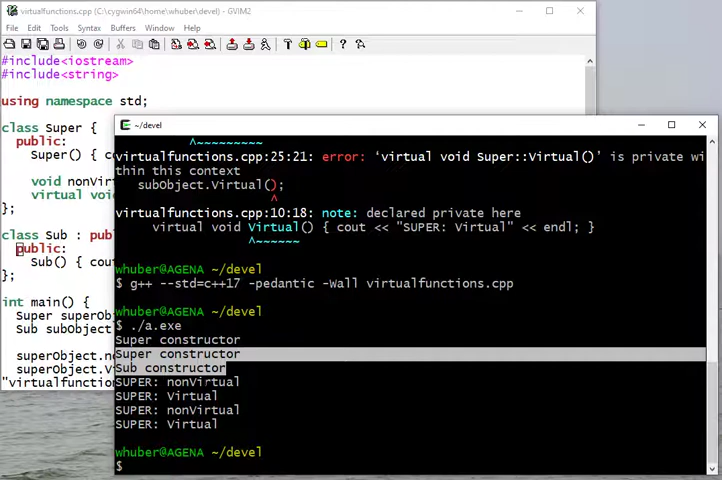 virtualfunctions.cpp (C:\cygwin64\home\whuber\devel) - GVIM2
File Edit Tools Syntax Buffers Window Help
#include<iostream>
#include<string>
using namespace std;
class Super {
public:
Super() { c
void nonVir
virtual voi
};
class Sub : publ
public:
Sub() { cou
};
int main() {
Super superOb
Sub subObject
superObject.n
superObject.V
"virtualfunction
~/devel
^~~~~~~~~~
virtualfunctions.cpp:25:21: error: ‘virtual void Super::Virtual()’ is private wi
thin this context
subObject.Virtual();
^
virtualfunctions.cpp:10:18: note: declared private here
virtual void Virtual() { cout << "SUPER: Virtual" << endl; }
^~~~~~~
whuber@AGENA ~/devel
$ g++ --std=c++17 -pedantic -Wall virtualfunctions.cpp
whuber@AGENA ~/devel
$ ./a.exe
Super constructor
Super constructor
Sub constructor
SUPER: nonVirtual
SUPER: Virtual
SUPER: nonVirtual
SUPER: Virtual
whuber@AGENA ~/devel
$